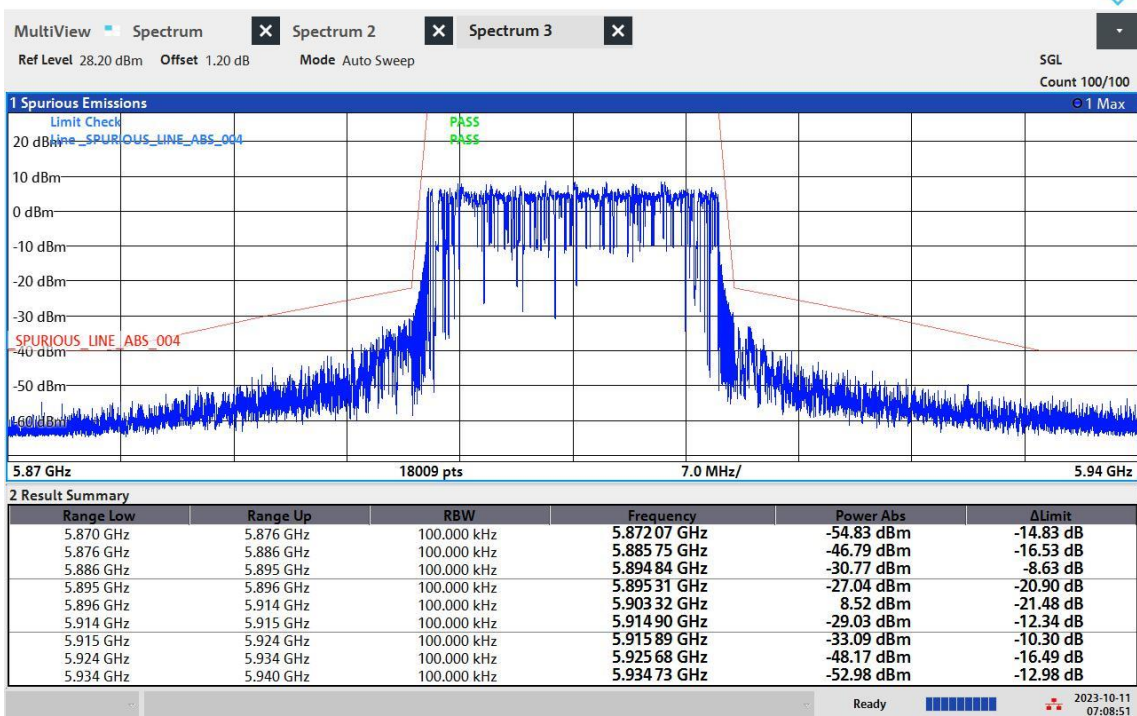 MultiView Spectrum Spectrum 2 Spectrum 3
Ref Level 28.20 dBm Offset 1.20 dB Mode Auto Sweep SGL
Count 100/100
1 Spurious Emissions 1 Max
Limit Check PASS
Line _SPURIOUS_LINE_ABS_004 PASS
20 dBm
10 dBm
0 dBm
-10 dBm
-20 dBm
-30 dBm
_SPURIOUS_LINE_ABS_004
-40 dBm
-50 dBm
-60 dBm
5.87 GHz 18009 pts 7.0 MHz/ 5.94 GHz
2 Result Summary
Range Low Range Up RBW Frequency Power Abs ΔLimit
5.870 GHz 5.876 GHz 100.000 kHz 5.872 07 GHz -54.83 dBm -14.83 dB
5.876 GHz 5.886 GHz 100.000 kHz 5.885 75 GHz -46.79 dBm -16.53 dB
5.886 GHz 5.895 GHz 100.000 kHz 5.894 84 GHz -30.77 dBm -8.63 dB
5.895 GHz 5.896 GHz 100.000 kHz 5.895 31 GHz -27.04 dBm -20.90 dB
5.896 GHz 5.914 GHz 100.000 kHz 5.903 32 GHz 8.52 dBm -21.48 dB
5.914 GHz 5.915 GHz 100.000 kHz 5.914 90 GHz -29.03 dBm -12.34 dB
5.915 GHz 5.924 GHz 100.000 kHz 5.915 89 GHz -33.09 dBm -10.30 dB
5.924 GHz 5.934 GHz 100.000 kHz 5.925 68 GHz -48.17 dBm -16.49 dB
5.934 GHz 5.940 GHz 100.000 kHz 5.934 73 GHz -52.98 dBm -12.98 dB
Ready 2023-10-11
07:08:51